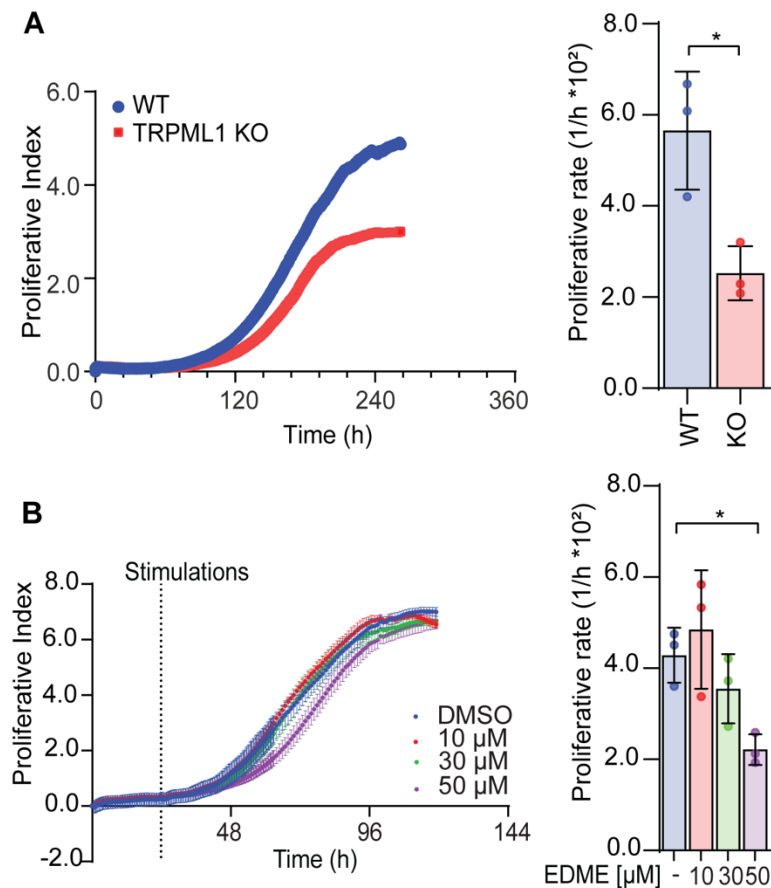 A
Proliferative Index
6.0
4.0
2.0
0.0
WT
TRPML1 KO
0
120
240
360
Time (h)
Proliferative rate (1/h *10²)
8.0
6.0
4.0
2.0
0.0
*
WT
KO
B
Stimulations
Proliferative Index
8.0
6.0
4.0
2.0
0.0
-2.0
DMSO
10 µM
30 µM
50 µM
48
96
144
Time (h)
Proliferative rate (1/h *10²)
8.0
6.0
4.0
2.0
0.0
*
EDME [µM] - 10 30 50